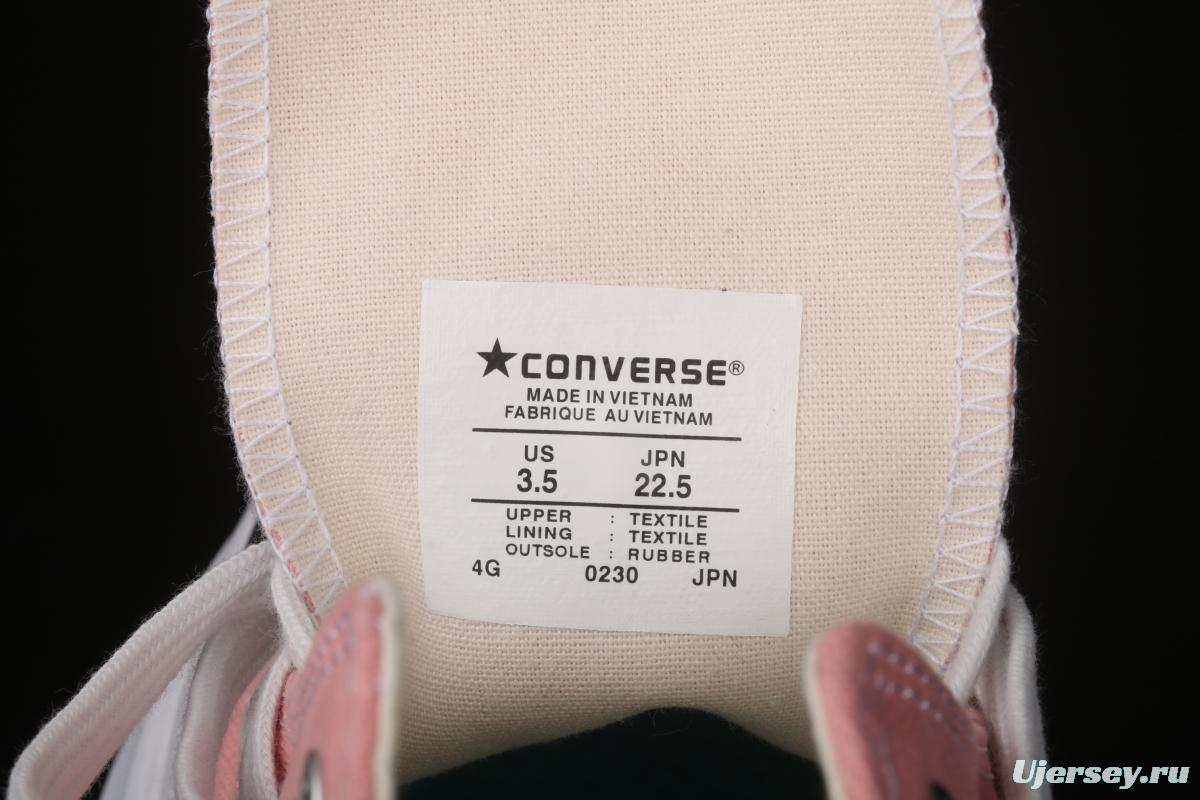 ★CONVERSE®
MADE IN VIETNAM
FABRIQUE AU VIETNAM
US JPN
3.5 22.5
UPPER : TEXTILE
LINING : TEXTILE
OUTSOLE : RUBBER
4G 0230 JPN
Ujersey.ru